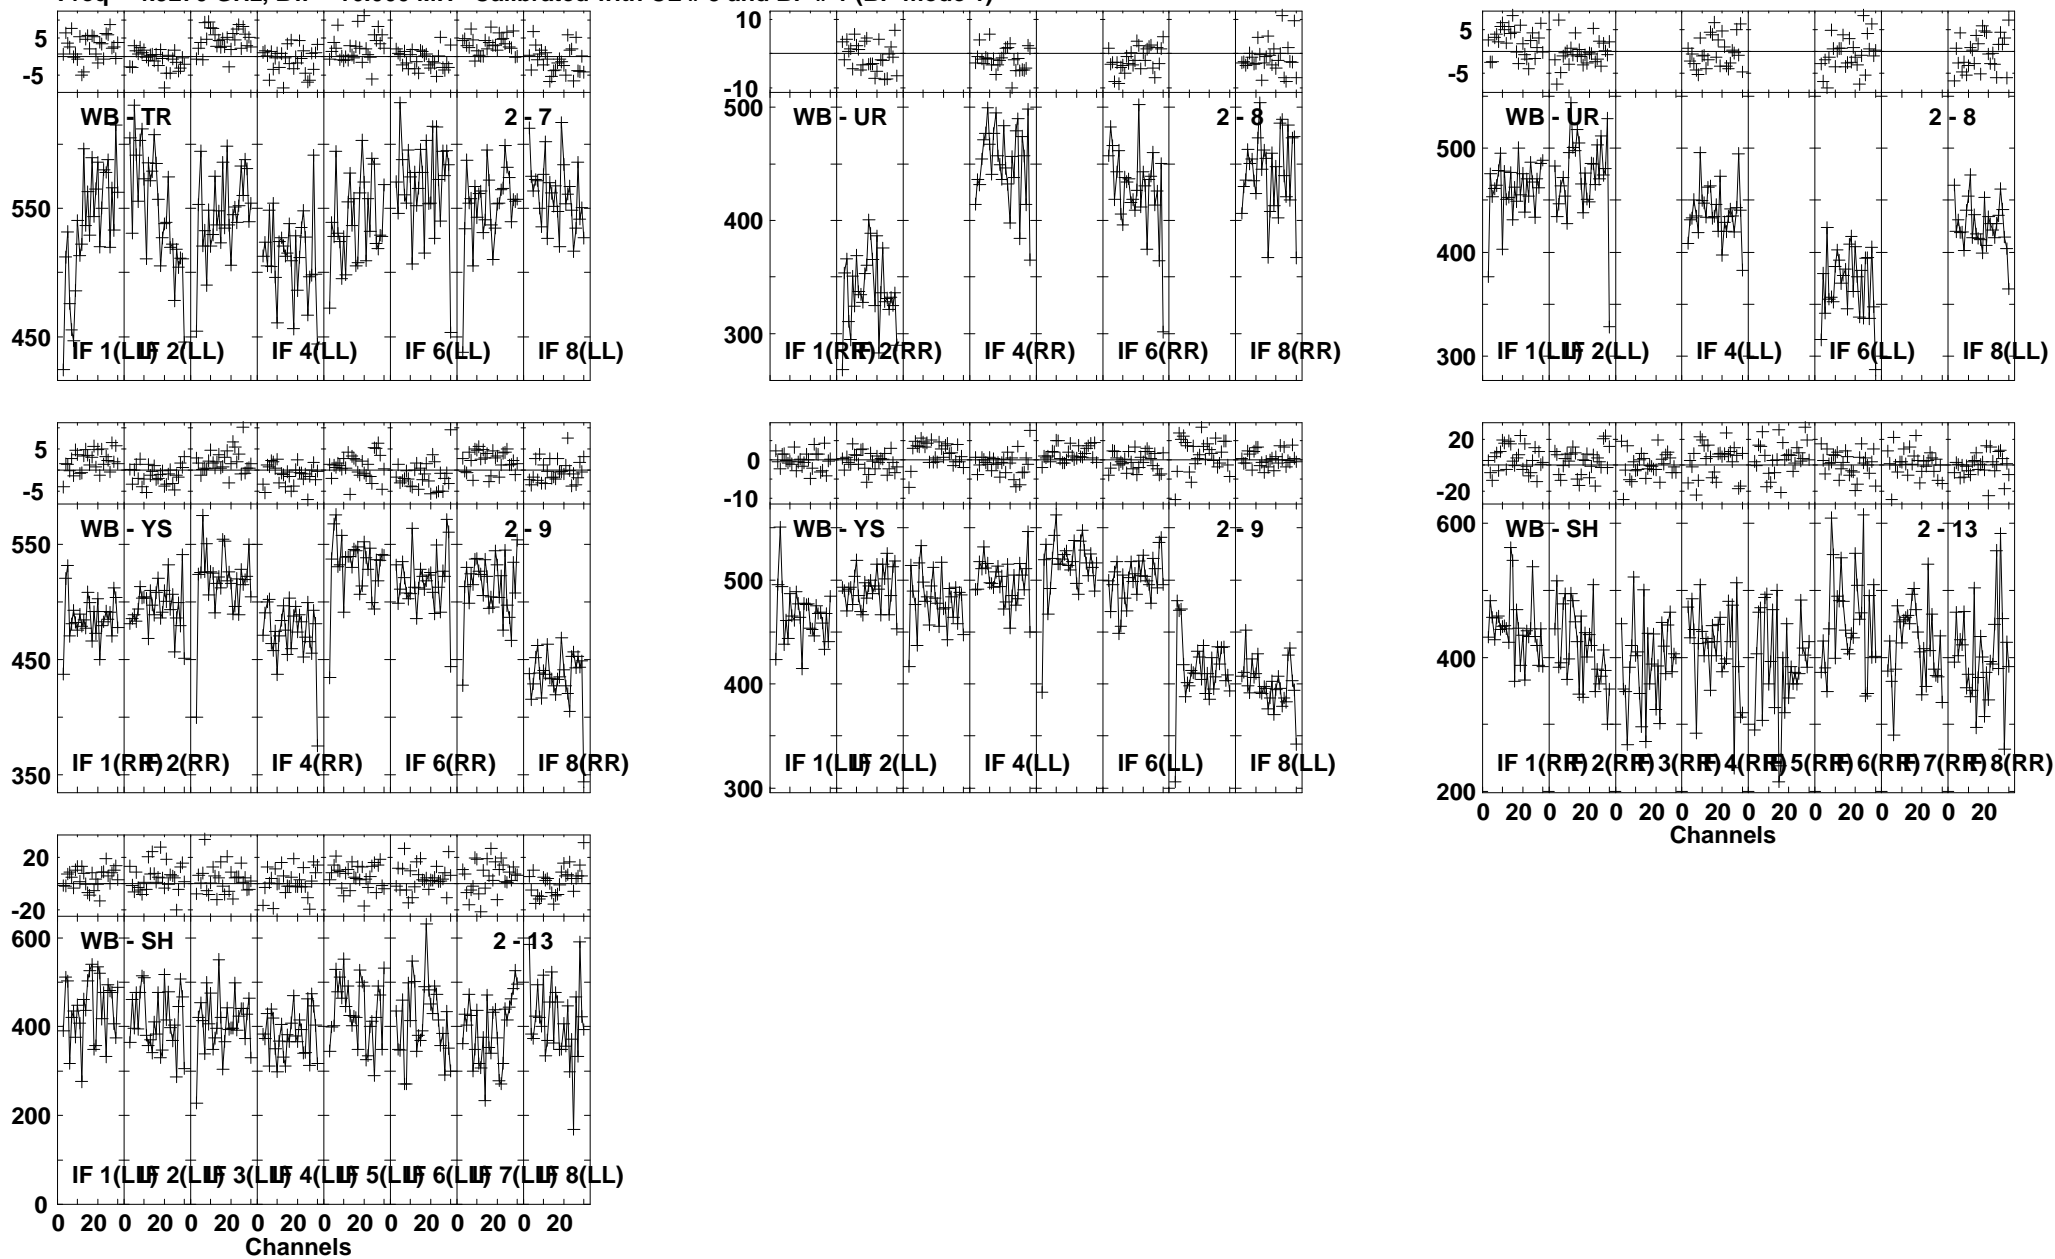 5
-5
WB - TR
2 - 7
550
450
IF 1(LL) IF 2(LL) IF 4(LL) IF 6(LL) IF 8(LL)
10
-10
500
WB - UR
2 - 8
400
300
IF 1(RR) IF 2(RR) IF 4(RR) IF 6(RR) IF 8(RR)
5
-5
WB - UR
2 - 8
500
400
300
IF 1(LL) IF 2(LL) IF 4(LL) IF 6(LL) IF 8(LL)
5
-5
WB - YS
2 - 9
550
450
350
IF 1(RR) IF 2(RR) IF 4(RR) IF 6(RR) IF 8(RR)
0
-10
WB - YS
2 - 9
500
400
300
IF 1(LL) IF 2(LL) IF 4(LL) IF 6(LL) IF 8(LL)
20
-20
600
WB - SH
2 - 13
400
200
IF 1(RR) IF 2(RR) IF 3(RR) IF 4(RR) IF 5(RR) IF 6(RR) IF 7(RR) IF 8(RR)
0 20 0 20 0 20 0 20 0 20 0 20 0 20 0 20
Channels
20
-20
600
WB - SH
2 - 13
400
200
0
IF 1(LL) IF 2(LL) IF 3(LL) IF 4(LL) IF 5(LL) IF 6(LL) IF 7(LL) IF 8(LL)
0 20 0 20 0 20 0 20 0 20 0 20 0 20 0 20
Channels